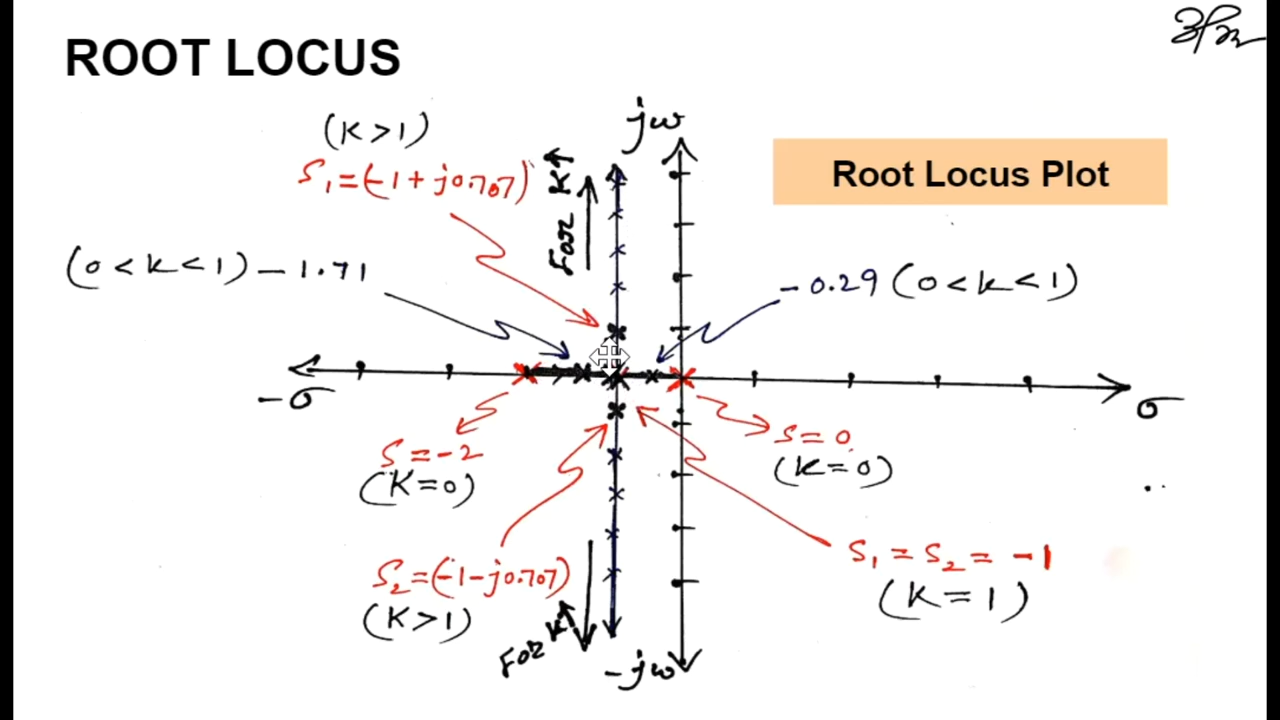 ROOT LOCUS
(K>1)
jω
S₁=(-1+j0.707)
For K↑
Root Locus Plot
(0<K<1) -1.71
-0.29 (0<K<1)
-σ
σ
S=-2
(K=0)
S=0
(K=0)
S₂=(-1-j0.707)
(K>1)
S₁=S₂=-1
(K=1)
For K↑
-jω